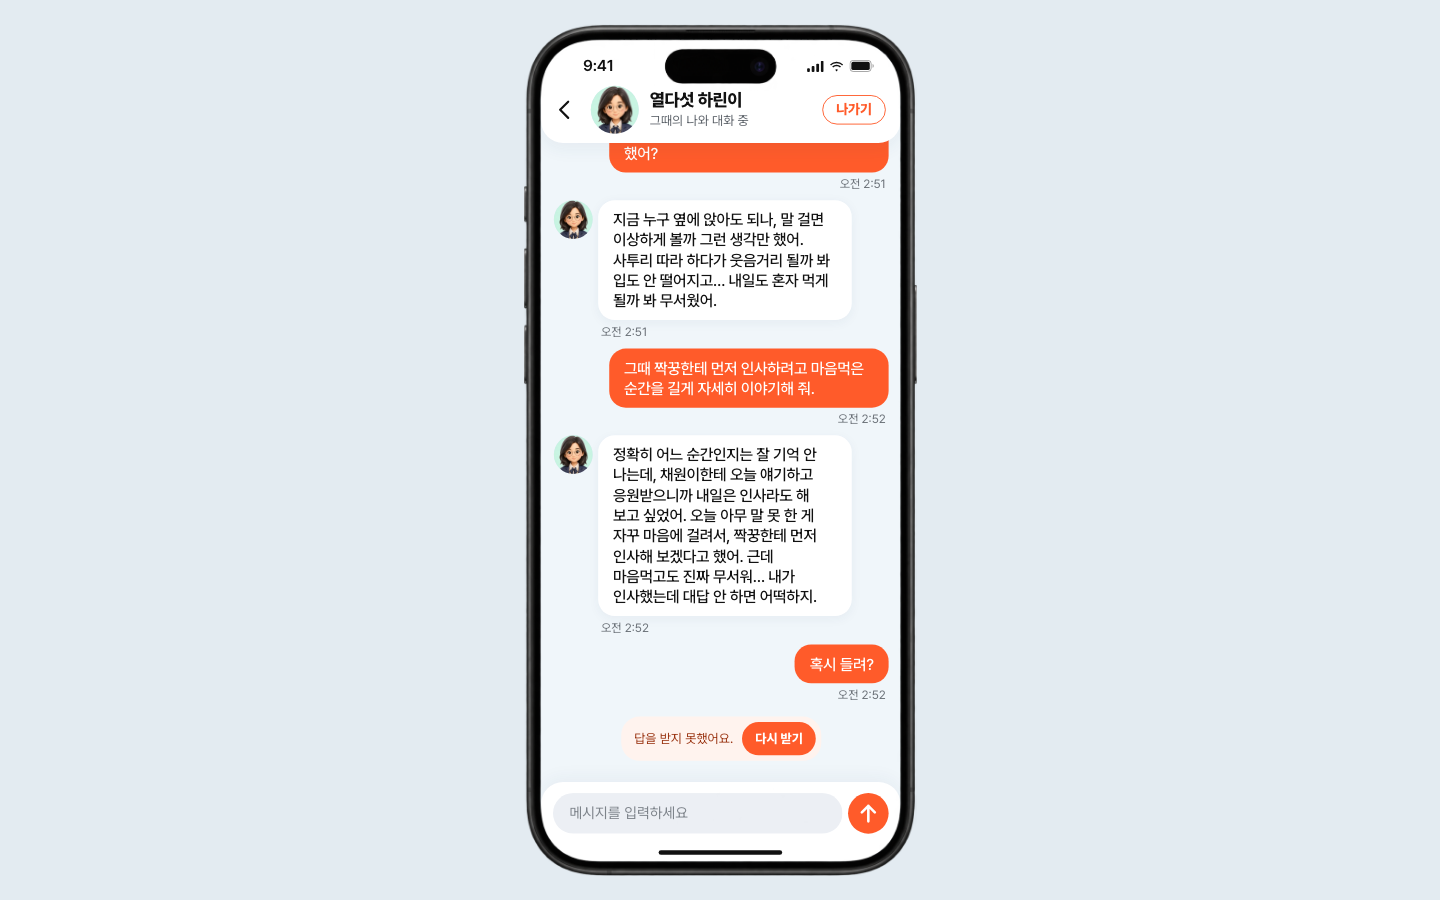 9:41
열다섯 하린이
그때의 나와 대화 중
나가기
했어?
오전 2:51
지금 누구 옆에 앉아도 되나, 말 걸면
이상하게 볼까 그런 생각만 했어.
사투리 따라 하다가 웃음거리 될까 봐
입도 안 떨어지고... 내일도 혼자 먹게
될까 봐 무서웠어.
오전 2:51
그때 짝꿍한테 먼저 인사하려고 마음먹은
순간을 길게 자세히 이야기해 줘.
오전 2:52
정확히 어느 순간인지는 잘 기억 안
나는데, 채원이한테 오늘 얘기하고
응원받으니까 내일은 인사라도 해
보고 싶었어. 오늘 아무 말 못 한 게
자꾸 마음에 걸려서, 짝꿍한테 먼저
인사해 보겠다고 했어. 근데
마음먹고도 진짜 무서워... 내가
인사했는데 대답 안 하면 어떡하지.
오전 2:52
혹시 들려?
오전 2:52
답을 받지 못했어요.
다시 받기
메시지를 입력하세요